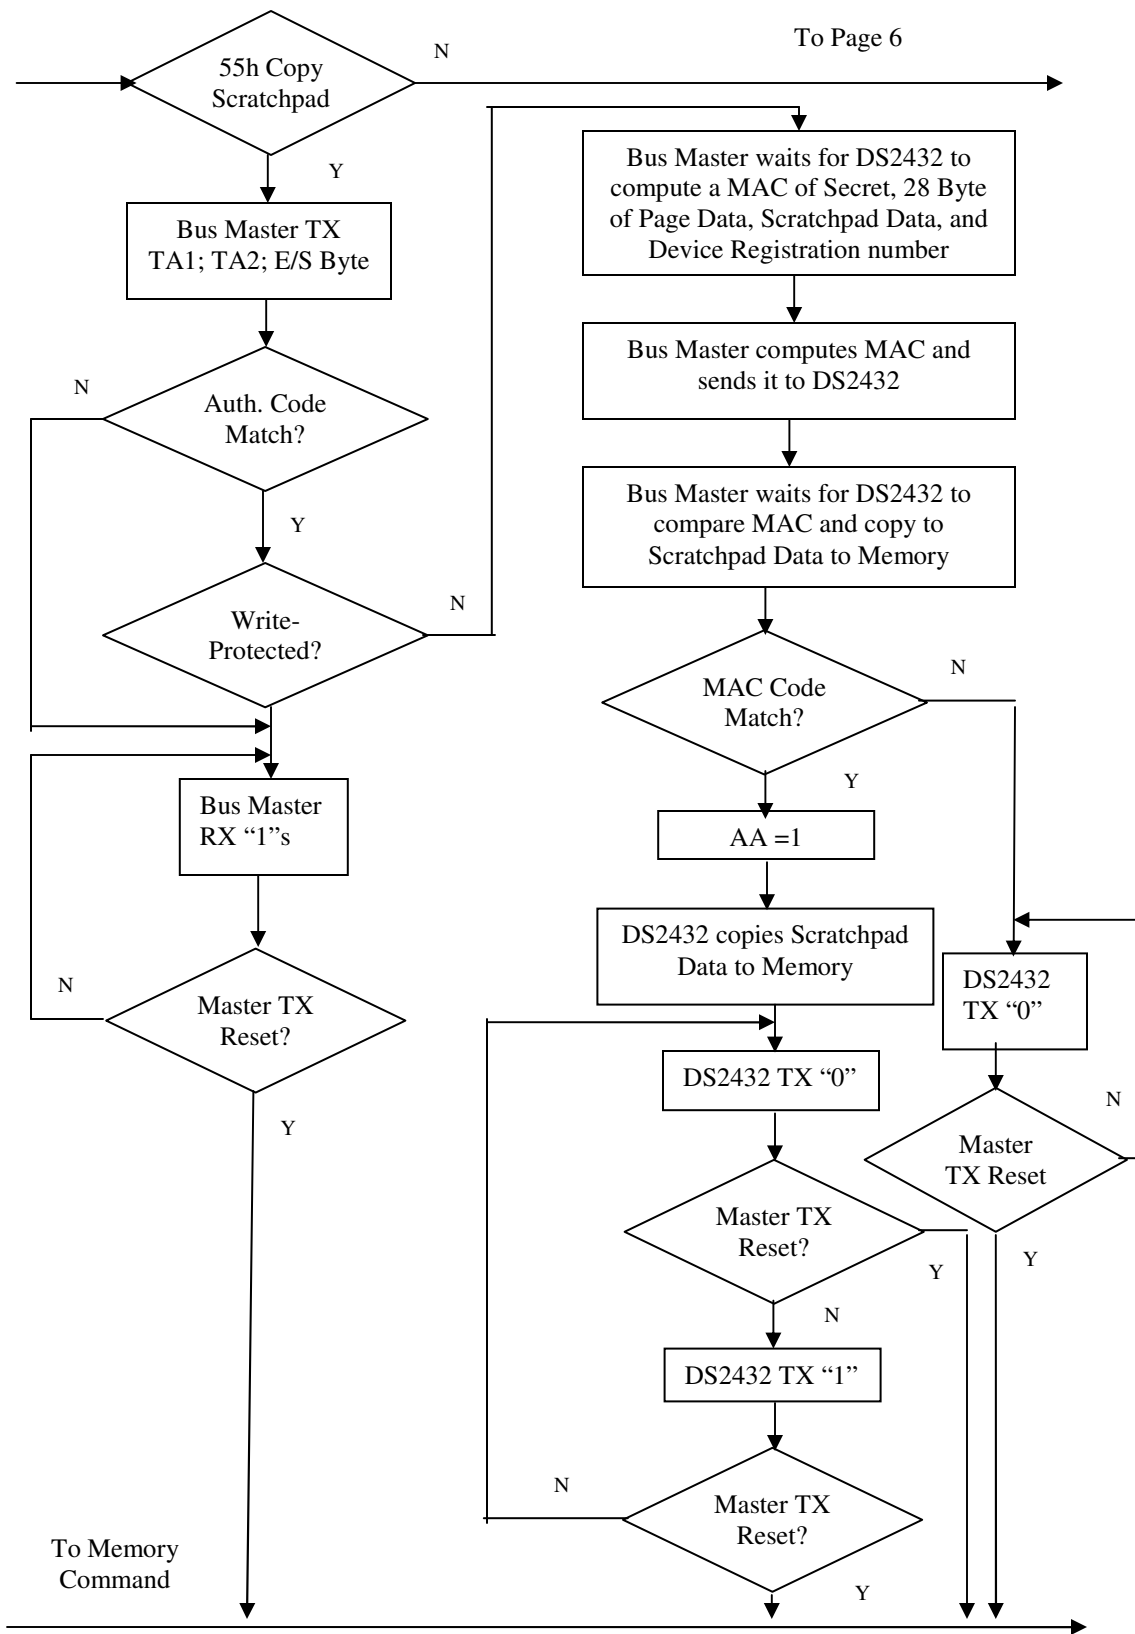 55h Copy
Scratchpad
N
To Page 6
Y
Bus Master TX
TA1; TA2; E/S Byte
N
Auth. Code
Match?
Y
Write-
Protected?
N
Bus Master
RX “1”s
N
Master TX
Reset?
Y
To Memory
Command
Bus Master waits for DS2432 to
compute a MAC of Secret, 28 Byte
of Page Data, Scratchpad Data, and
Device Registration number
Bus Master computes MAC and
sends it to DS2432
Bus Master waits for DS2432 to
compare MAC and copy to
Scratchpad Data to Memory
MAC Code
Match?
N
Y
AA =1
DS2432 copies Scratchpad
Data to Memory
DS2432 TX “0”
Master TX
Reset?
Y
N
DS2432 TX “1”
N
Master TX
Reset?
Y
DS2432
TX “0”
N
Master
TX Reset
Y